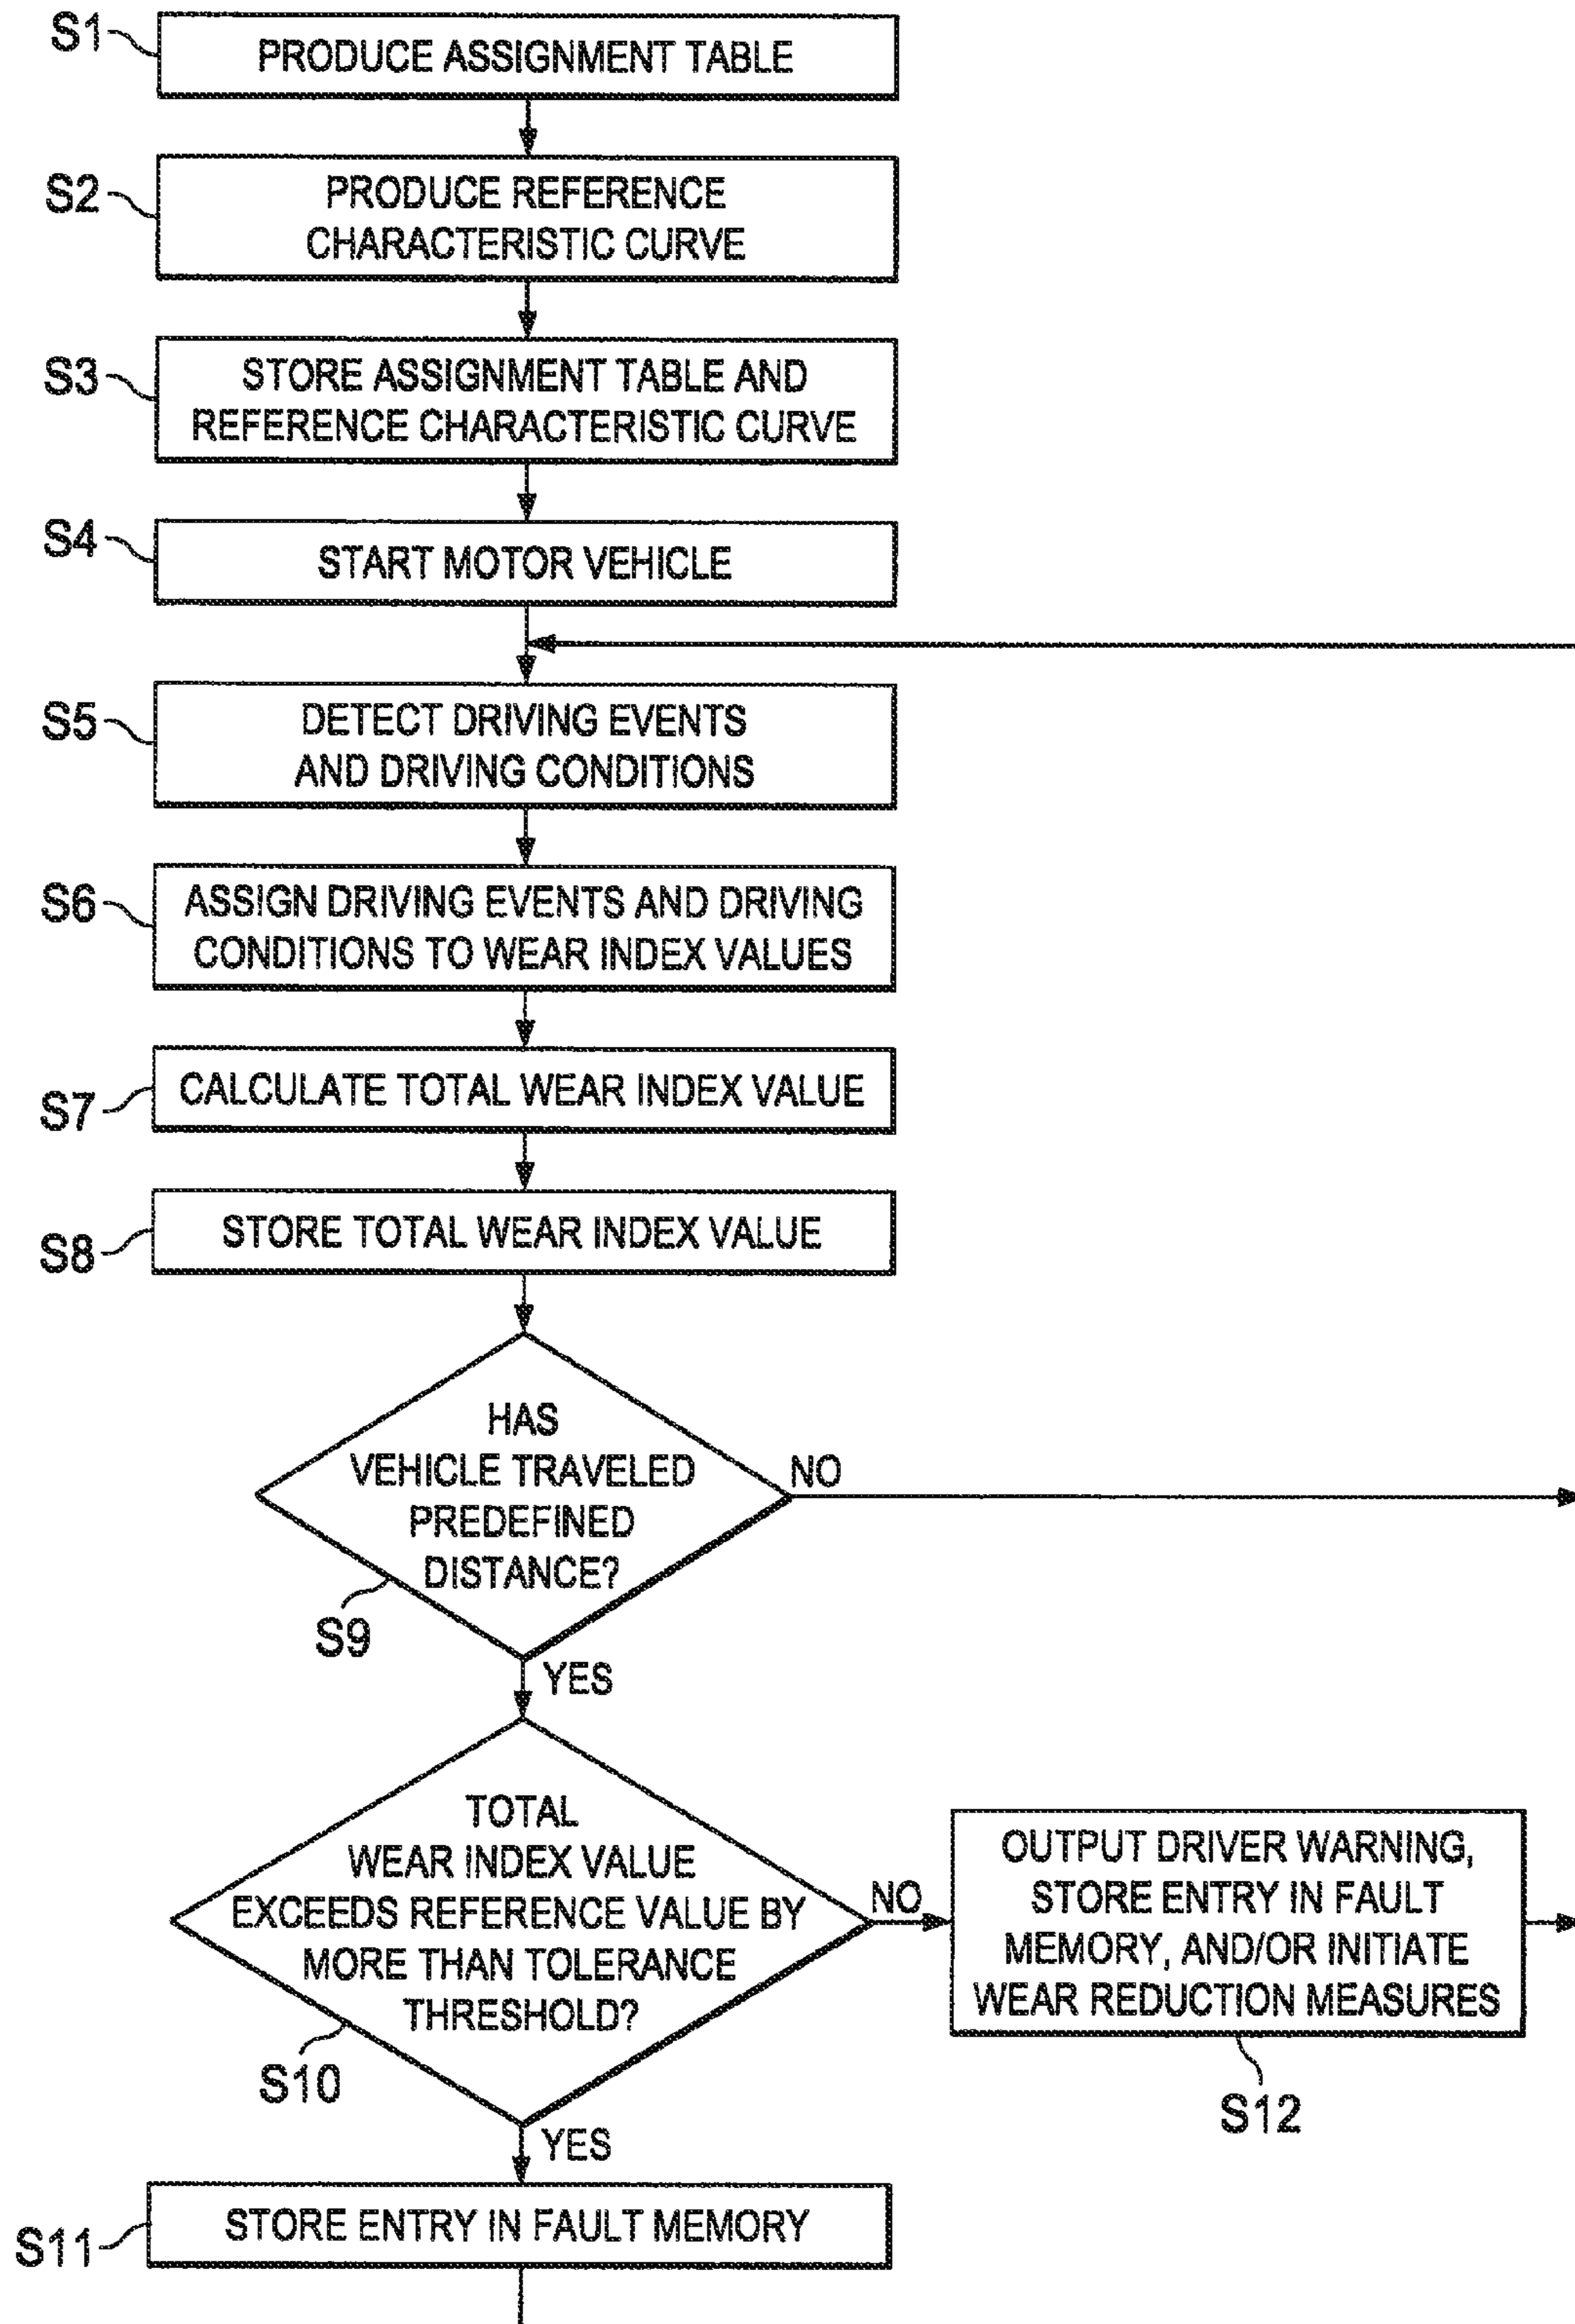 S1
PRODUCE ASSIGNMENT TABLE
S2
PRODUCE REFERENCE
CHARACTERISTIC CURVE
S3
STORE ASSIGNMENT TABLE AND
REFERENCE CHARACTERISTIC CURVE
S4
START MOTOR VEHICLE
S5
DETECT DRIVING EVENTS
AND DRIVING CONDITIONS
S6
ASSIGN DRIVING EVENTS AND DRIVING
CONDITIONS TO WEAR INDEX VALUES
S7
CALCULATE TOTAL WEAR INDEX VALUE
S8
STORE TOTAL WEAR INDEX VALUE
HAS
VEHICLE TRAVELED
PREDEFINED
DISTANCE?
NO
S9
YES
TOTAL
WEAR INDEX VALUE
EXCEEDS REFERENCE VALUE BY
MORE THAN TOLERANCE
THRESHOLD?
NO
S10
OUTPUT DRIVER WARNING,
STORE ENTRY IN FAULT
MEMORY, AND/OR INITIATE
WEAR REDUCTION MEASURES
S12
YES
S11
STORE ENTRY IN FAULT MEMORY